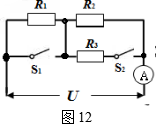 R₁ R₂
R₃
S₁ S₂
A
U
图12